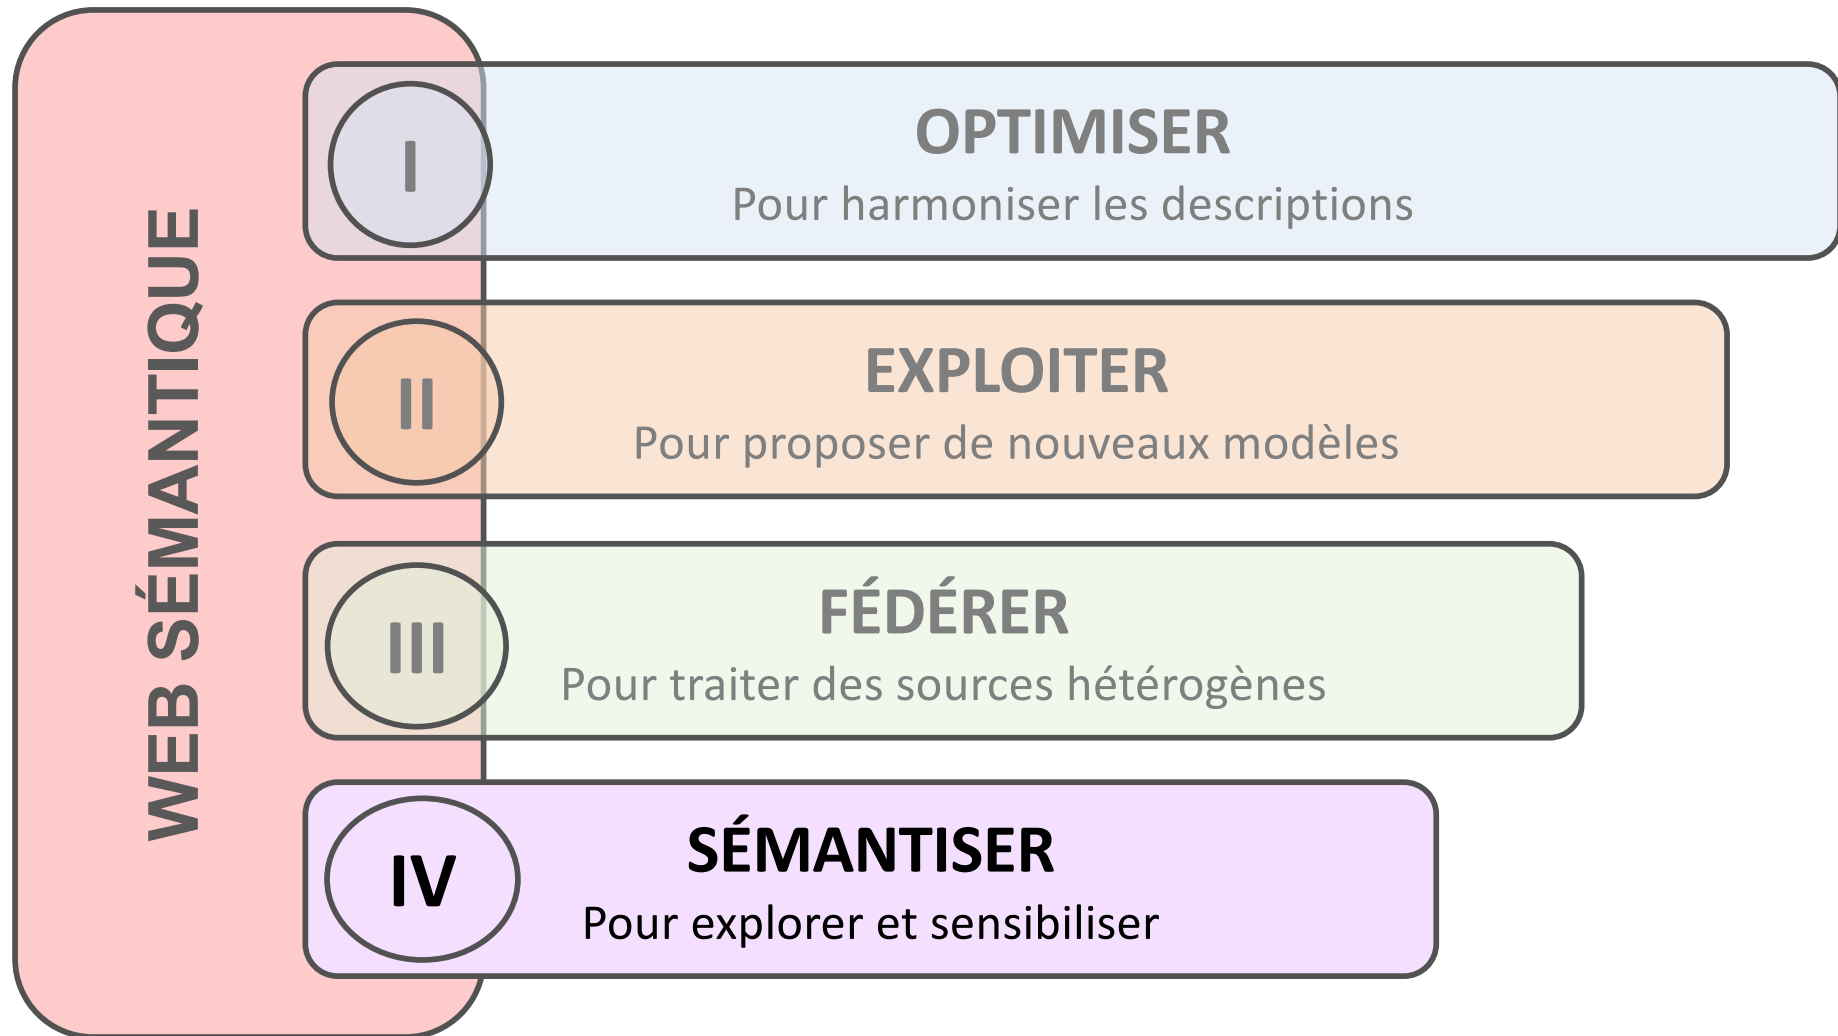 WEB SÉMANTIQUE
I
OPTIMISER
Pour harmoniser les descriptions
II
EXPLOITER
Pour proposer de nouveaux modèles
III
FÉDÉRER
Pour traiter des sources hétérogènes
IV
SÉMANTISER
Pour explorer et sensibiliser